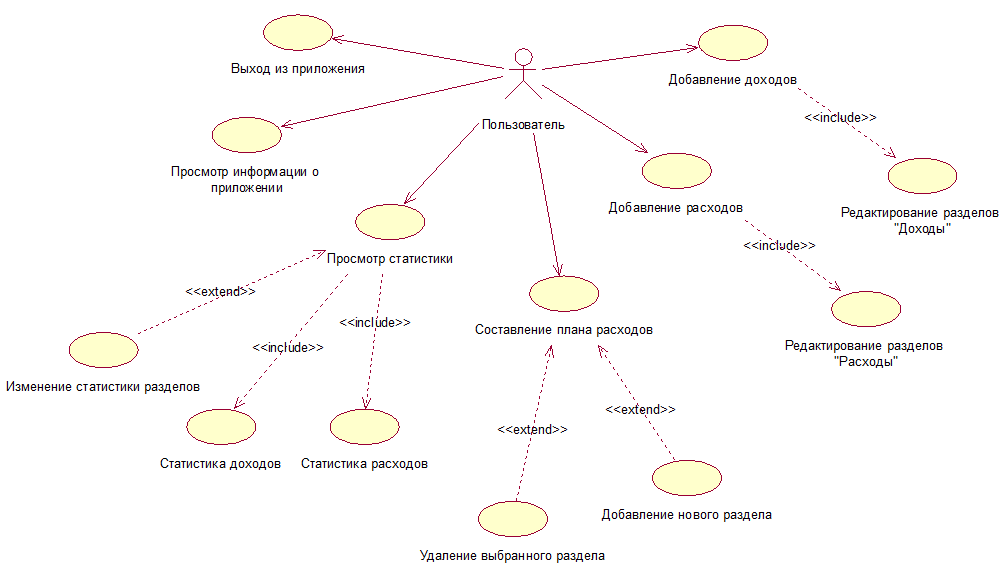 Выход из приложения
Добавление доходов
<<include>>
Пользователь
Просмотр информации о
приложении
Добавление расходов
Редактирование разделов
"Доходы"
<<include>>
Просмотр статистики
<<extend>>
<<include>>
Составление плана расходов
<<include>>
Редактирование разделов
"Расходы"
Изменение статистики разделов
<<extend>>
<<extend>>
Статистика доходов
Статистика расходов
Добавление нового раздела
Удаление выбранного раздела